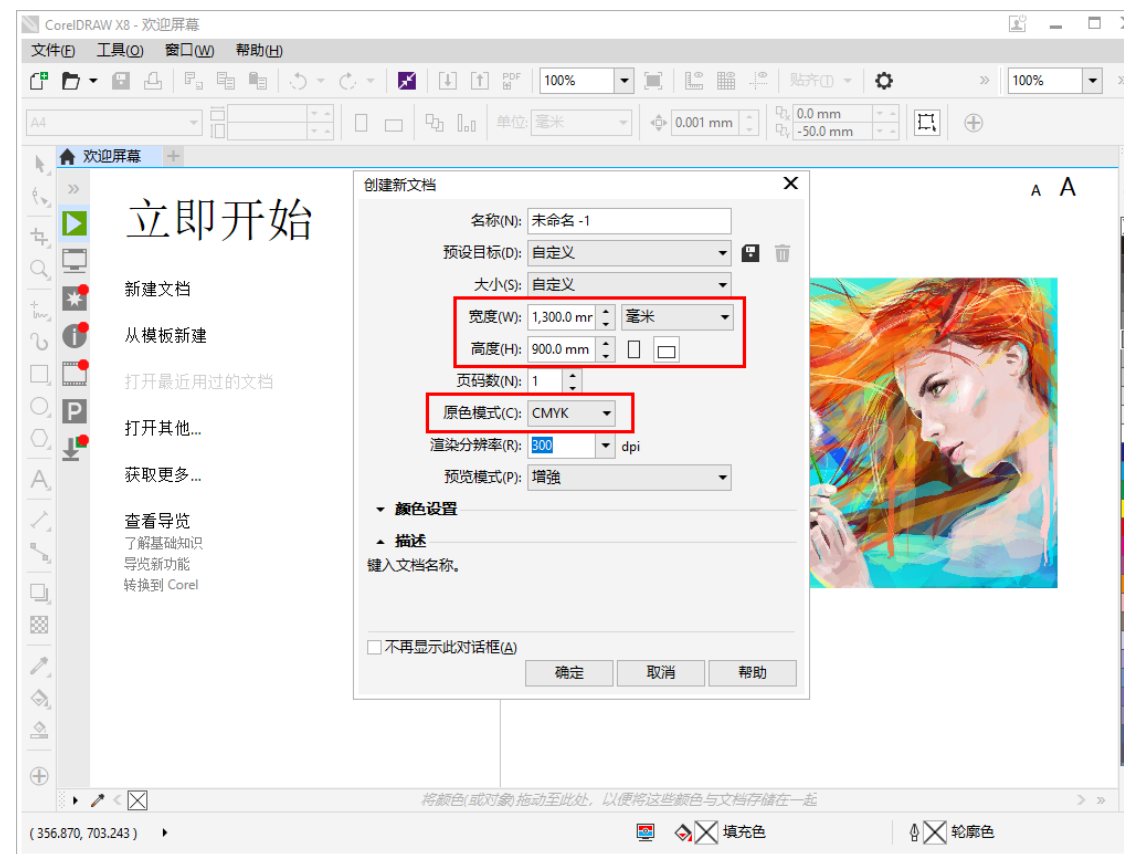 CorelDRAW X8 - 欢迎屏幕
文件(F) 工具(O) 窗口(W) 帮助(H)
PDF 100% 贴齐(T) 100%
A4 单位: 毫米 0.001 mm 0.0 mm
-50.0 mm
欢迎屏幕
立即开始
新建文档
从模板新建
打开最近用过的文档
打开其他...
获取更多...
查看导览
了解基础知识
导览新功能
转换到 Corel
A A
创建新文档
名称(N): 未命名 -1
预设目标(D): 自定义
大小(S): 自定义
宽度(W): 1,300.0 mr 毫米
高度(H): 900.0 mm
页码数(N): 1
原色模式(C): CMYK
渲染分辨率(R): 300 dpi
预览模式(P): 增强
颜色设置
描述
键入文档名称。
不再显示此对话框(A)
确定 取消 帮助
将颜色(或对象)拖动至此处，以便将这些颜色与文档存储在一起
( 356.870, 703.243 ) 填充色 轮廓色